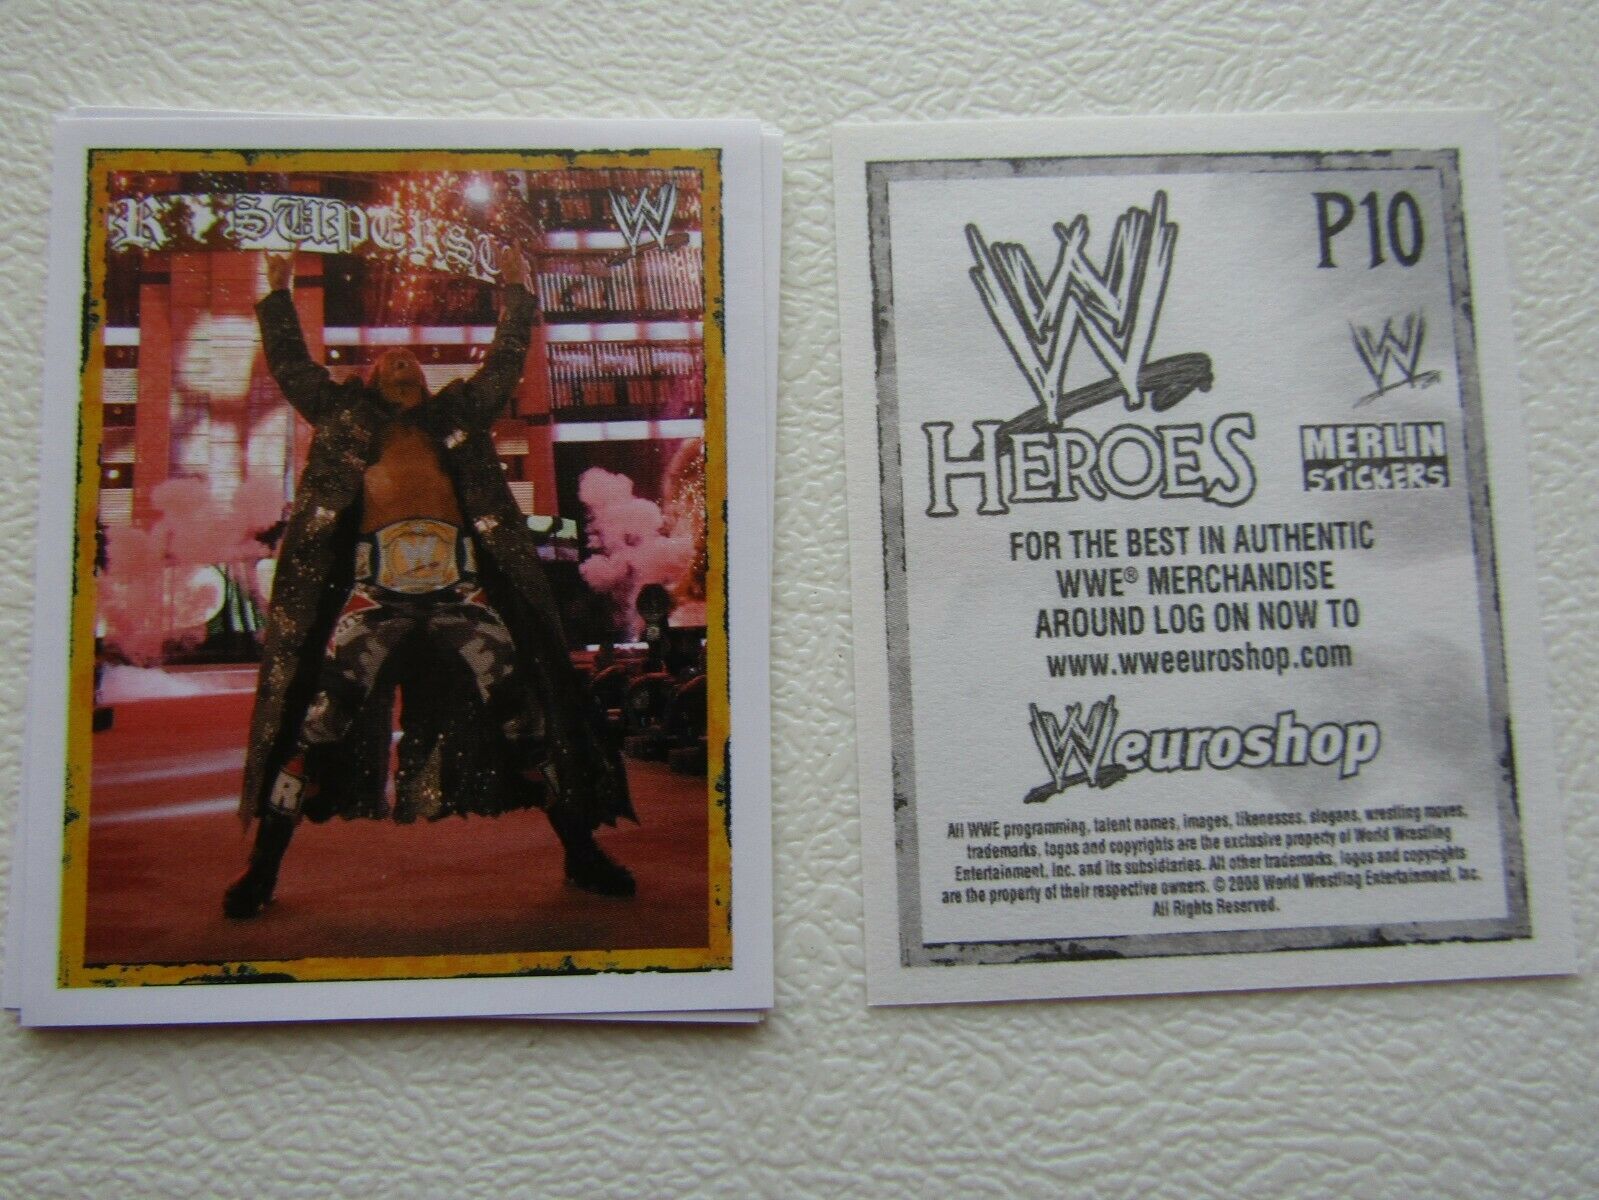 R SUPERS
W
P10
W
HEROES
W
MERLIN
STICKERS
FOR THE BEST IN AUTHENTIC
WWE® MERCHANDISE
AROUND LOG ON NOW TO
www.wweeuroshop.com
W euroshop
All WWE programming, talent names, images, likenesses, slogans, wrestling moves,
trademarks, logos and copyrights are the exclusive property of World Wrestling
Entertainment, Inc. and its subsidiaries. All other trademarks, logos and copyrights
are the property of their respective owners. © 2008 World Wrestling Entertainment, Inc.
All Rights Reserved.